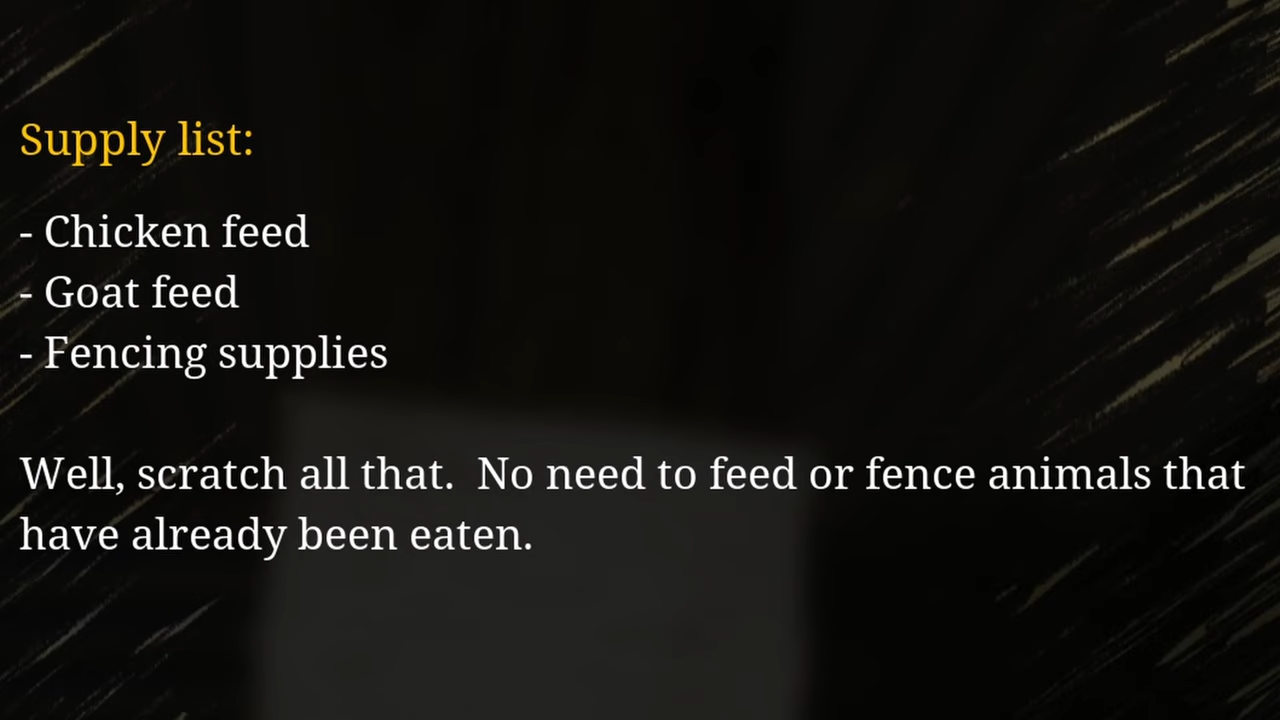 Supply list:
- Chicken feed
- Goat feed
- Fencing supplies
Well, scratch all that.  No need to feed or fence animals that
have already been eaten.